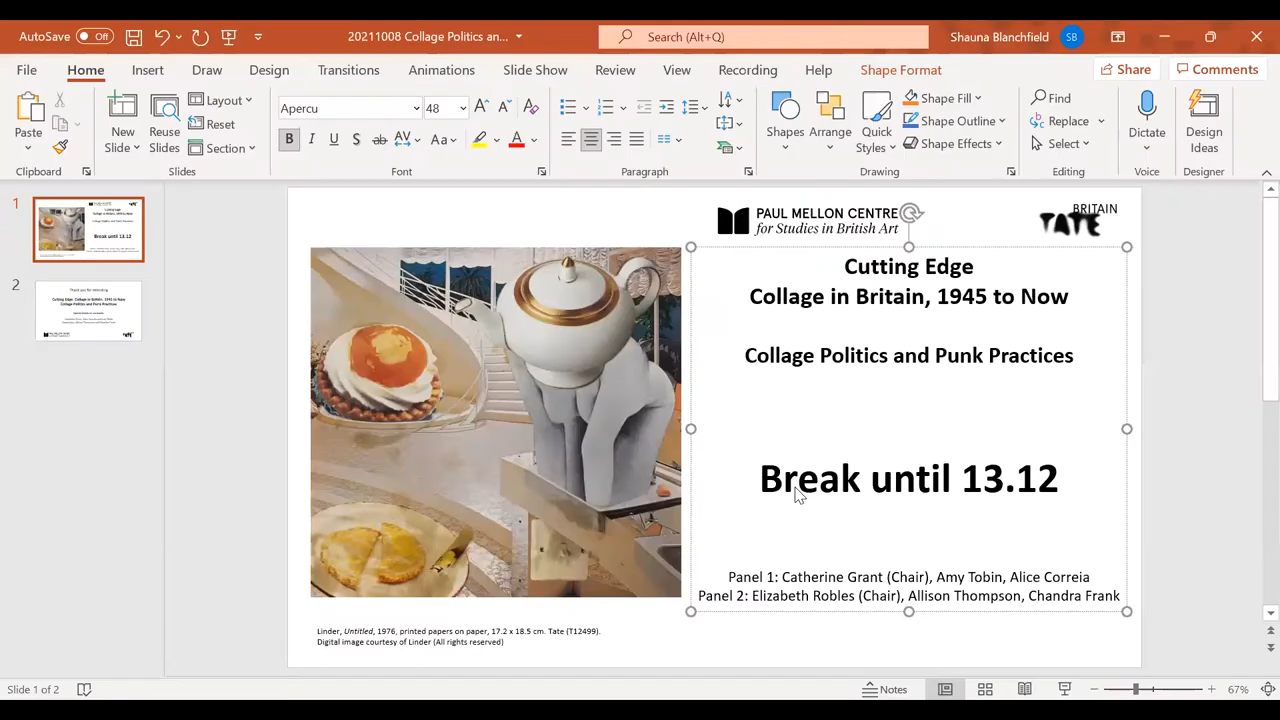 AutoSave Off 20211008 Collage Politics an... Search (Alt+Q) Shauna Blanchfield SB
File Home Insert Draw Design Transitions Animations Slide Show Review View Recording Help Shape Format Share Comments
Paste
Clipboard
New Slide
Reuse Slides
Layout
Reset
Section
Slides
Apercu 48
B I U S ab AV Aa A
Font
Paragraph
Shapes
Arrange
Quick Styles
Shape Fill
Shape Outline
Shape Effects
Drawing
Find
Replace
Select
Editing
Dictate
Voice
Design Ideas
Designer
1
2
PAUL MELLON CENTRE
for Studies in British Art
BRITAIN
TATE
Cutting Edge
Collage in Britain, 1945 to Now
Collage Politics and Punk Practices
Break until 13.12
Panel 1: Catherine Grant (Chair), Amy Tobin, Alice Correia
Panel 2: Elizabeth Robles (Chair), Allison Thompson, Chandra Frank
Linder, Untitled, 1976, printed papers on paper, 17.2 x 18.5 cm. Tate (T12499).
Digital image courtesy of Linder (All rights reserved)
Slide 1 of 2 Notes 67%